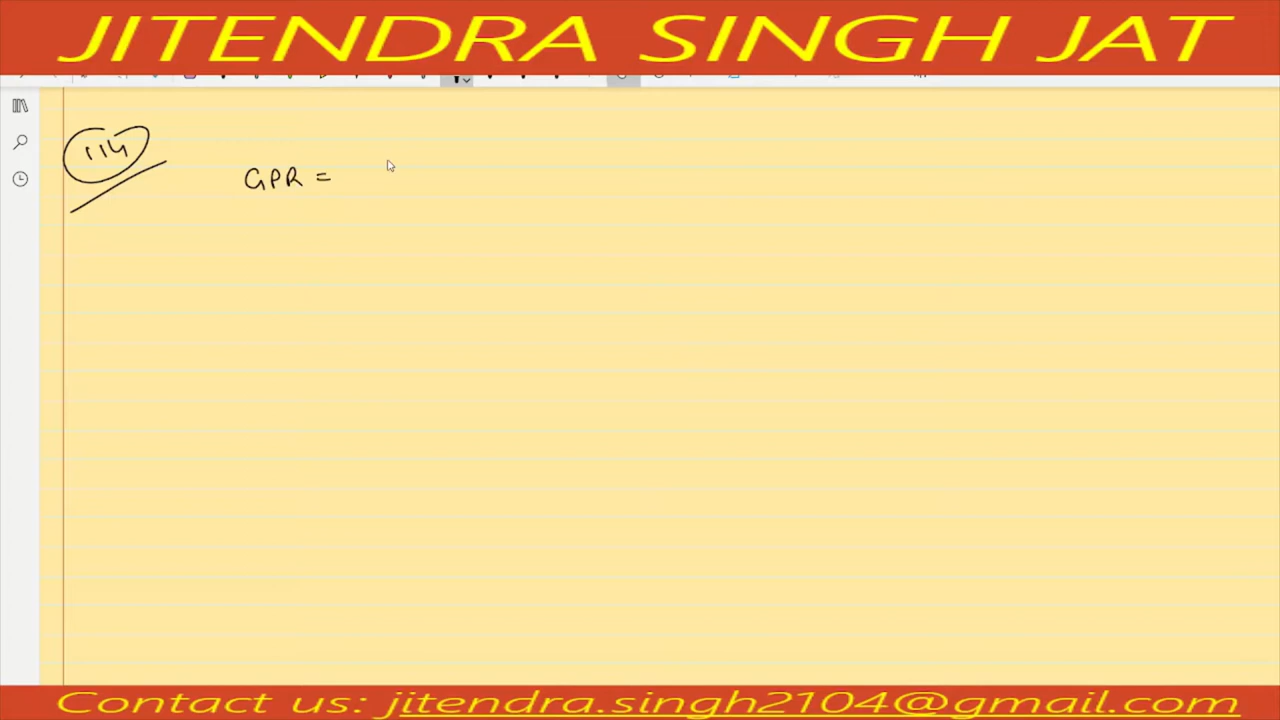 JITENDRA SINGH JAT
114
GPR =
Contact us: jitendra.singh2104@gmail.com